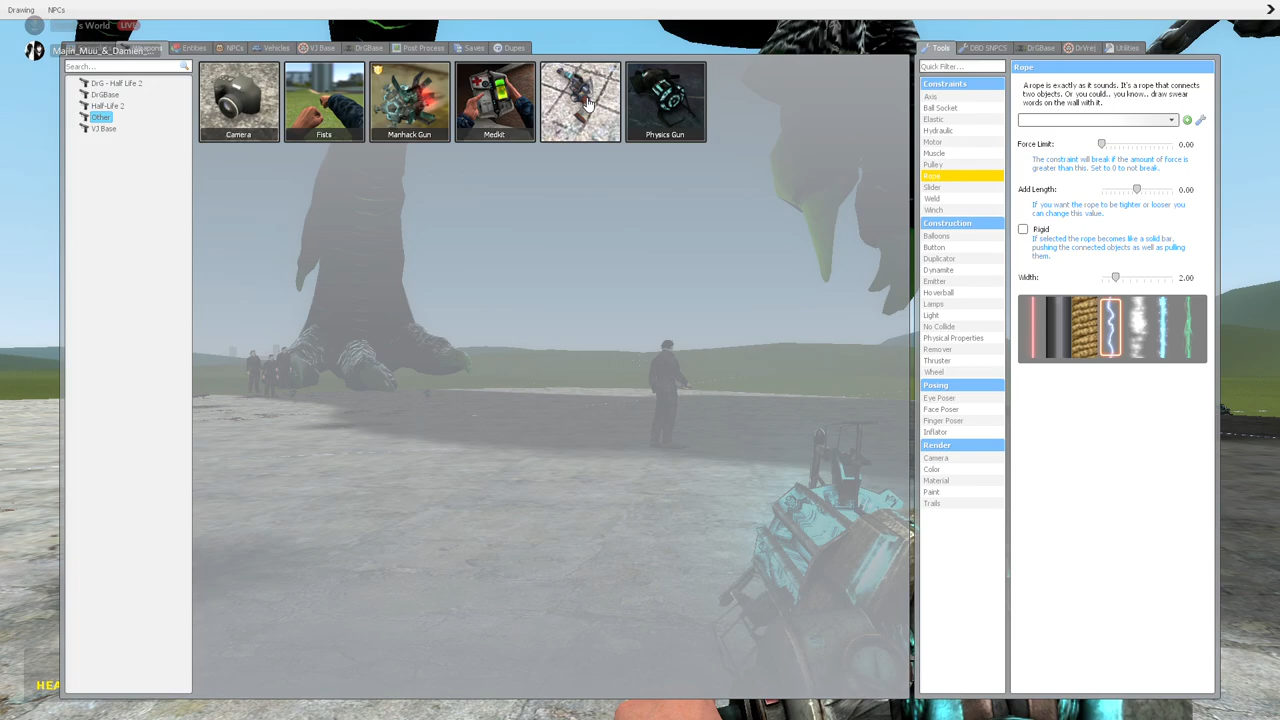 Drawing NPCs
's World LIVE
Majin_Muu_&_Damien_...
Weapons Entities NPCs Vehicles VJ Base DrGBase Post Process Saves Dupes
Search...
DrG - Half Life 2
DrGBase
Half-Life 2
Other
VJ Base
Camera Fists Manhack Gun Medkit Physics Gun
HEA
Tools DBD SNPCS DrGBase DrVrej Utilities
Quick Filter...
Constraints
Axis
Ball Socket
Elastic
Hydraulic
Motor
Muscle
Pulley
Rope
Slider
Weld
Winch
Construction
Balloons
Button
Duplicator
Dynamite
Emitter
Hoverball
Lamps
Light
No Collide
Physical Properties
Remover
Thruster
Wheel
Posing
Eye Poser
Face Poser
Finger Poser
Inflator
Render
Camera
Color
Material
Paint
Trails
Rope
A rope is exactly as it sounds. It's a rope that connects
two objects. Or you could.. you know.. draw swear
words on the wall with it.
Force Limit: 0.00
The constraint will break if the amount of force is
greater than this. Set to 0 to not break.
Add Length: 0.00
If you want the rope to be tighter or looser you
can change this value.
Rigid
If selected the rope becomes like a solid bar,
pushing the connected objects as well as pulling
them.
Width: 2.00